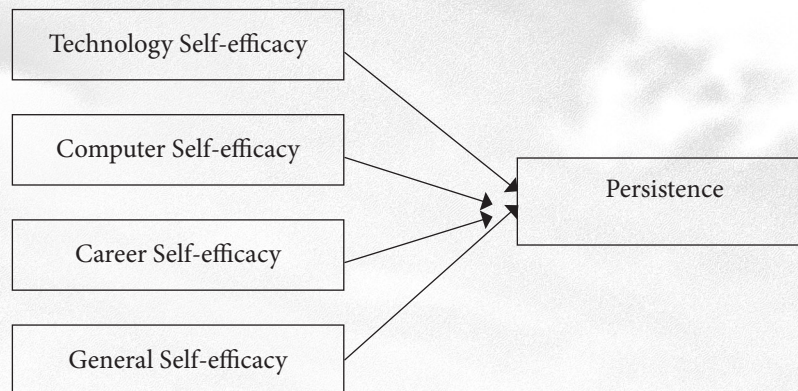 Technology Self-efficacy
Computer Self-efficacy
Persistence
Career Self-efficacy
General Self-efficacy